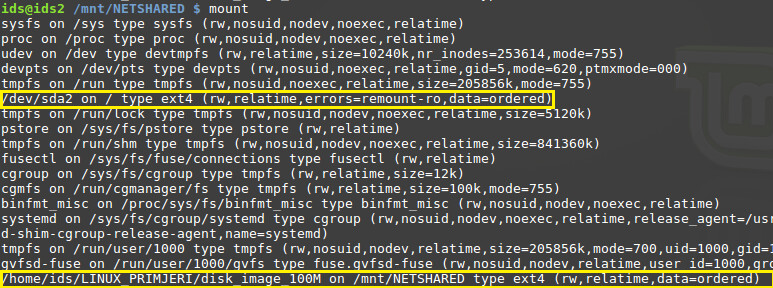 ids@ids2 /mnt/NETSHARED $ mount
sysfs on /sys type sysfs (rw,nosuid,nodev,noexec,relatime)
proc on /proc type proc (rw,nosuid,nodev,noexec,relatime)
udev on /dev type devtmpfs (rw,relatime,size=10240k,nr_inodes=253614,mode=755)
devpts on /dev/pts type devpts (rw,nosuid,noexec,relatime,gid=5,mode=620,ptmxmode=000)
tmpfs on /run type tmpfs (rw,nosuid,noexec,relatime,size=205856k,mode=755)
/dev/sda2 on / type ext4 (rw,relatime,errors=remount-ro,data=ordered)
tmpfs on /run/lock type tmpfs (rw,nosuid,nodev,noexec,relatime,size=5120k)
pstore on /sys/fs/pstore type pstore (rw,relatime)
tmpfs on /run/shm type tmpfs (rw,nosuid,nodev,noexec,relatime,size=841360k)
fusectl on /sys/fs/fuse/connections type fusectl (rw,relatime)
cgroup on /sys/fs/cgroup type tmpfs (rw,relatime,size=12k)
cgmfs on /run/cgmanager/fs type tmpfs (rw,relatime,size=100k,mode=755)
binfmt_misc on /proc/sys/fs/binfmt_misc type binfmt_misc (rw,nosuid,nodev,noexec,relatime)
systemd on /sys/fs/cgroup/systemd type cgroup (rw,nosuid,nodev,noexec,relatime,release_agent=/usr
d-shim-cgroup-release-agent,name=systemd)
tmpfs on /run/user/1000 type tmpfs (rw,nosuid,nodev,relatime,size=205856k,mode=700,uid=1000,gid=1
gvfsd-fuse on /run/user/1000/gvfs type fuse.gvfsd-fuse (rw,nosuid,nodev,relatime,user_id=1000,gro
/home/ids/LINUX_PRIMJERI/disk_image_100M on /mnt/NETSHARED type ext4 (rw,relatime,data=ordered)